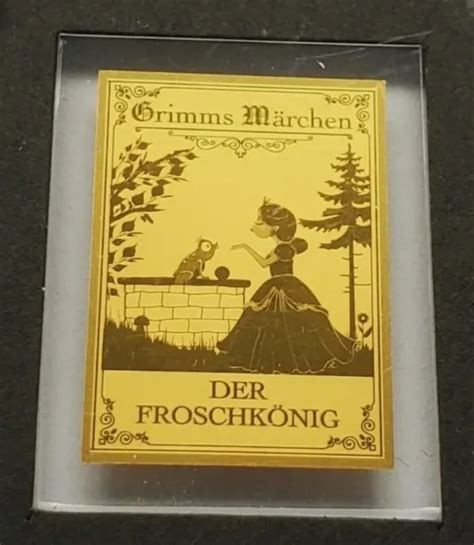 Grimms Märchen
DER
FROSCHKÖNIG